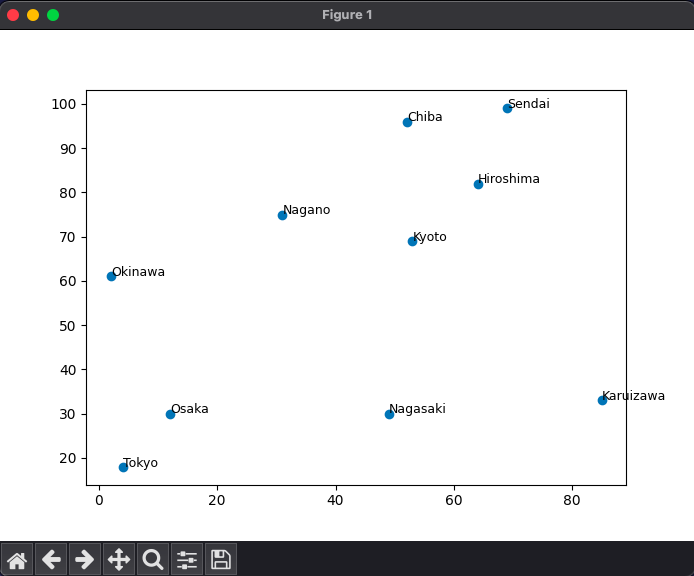 Figure 1
100
90
80
70
60
50
40
30
20
0
20
40
60
80
Sendai
Chiba
Hiroshima
Nagano
Kyoto
Okinawa
Karuizawa
Osaka
Nagasaki
Tokyo